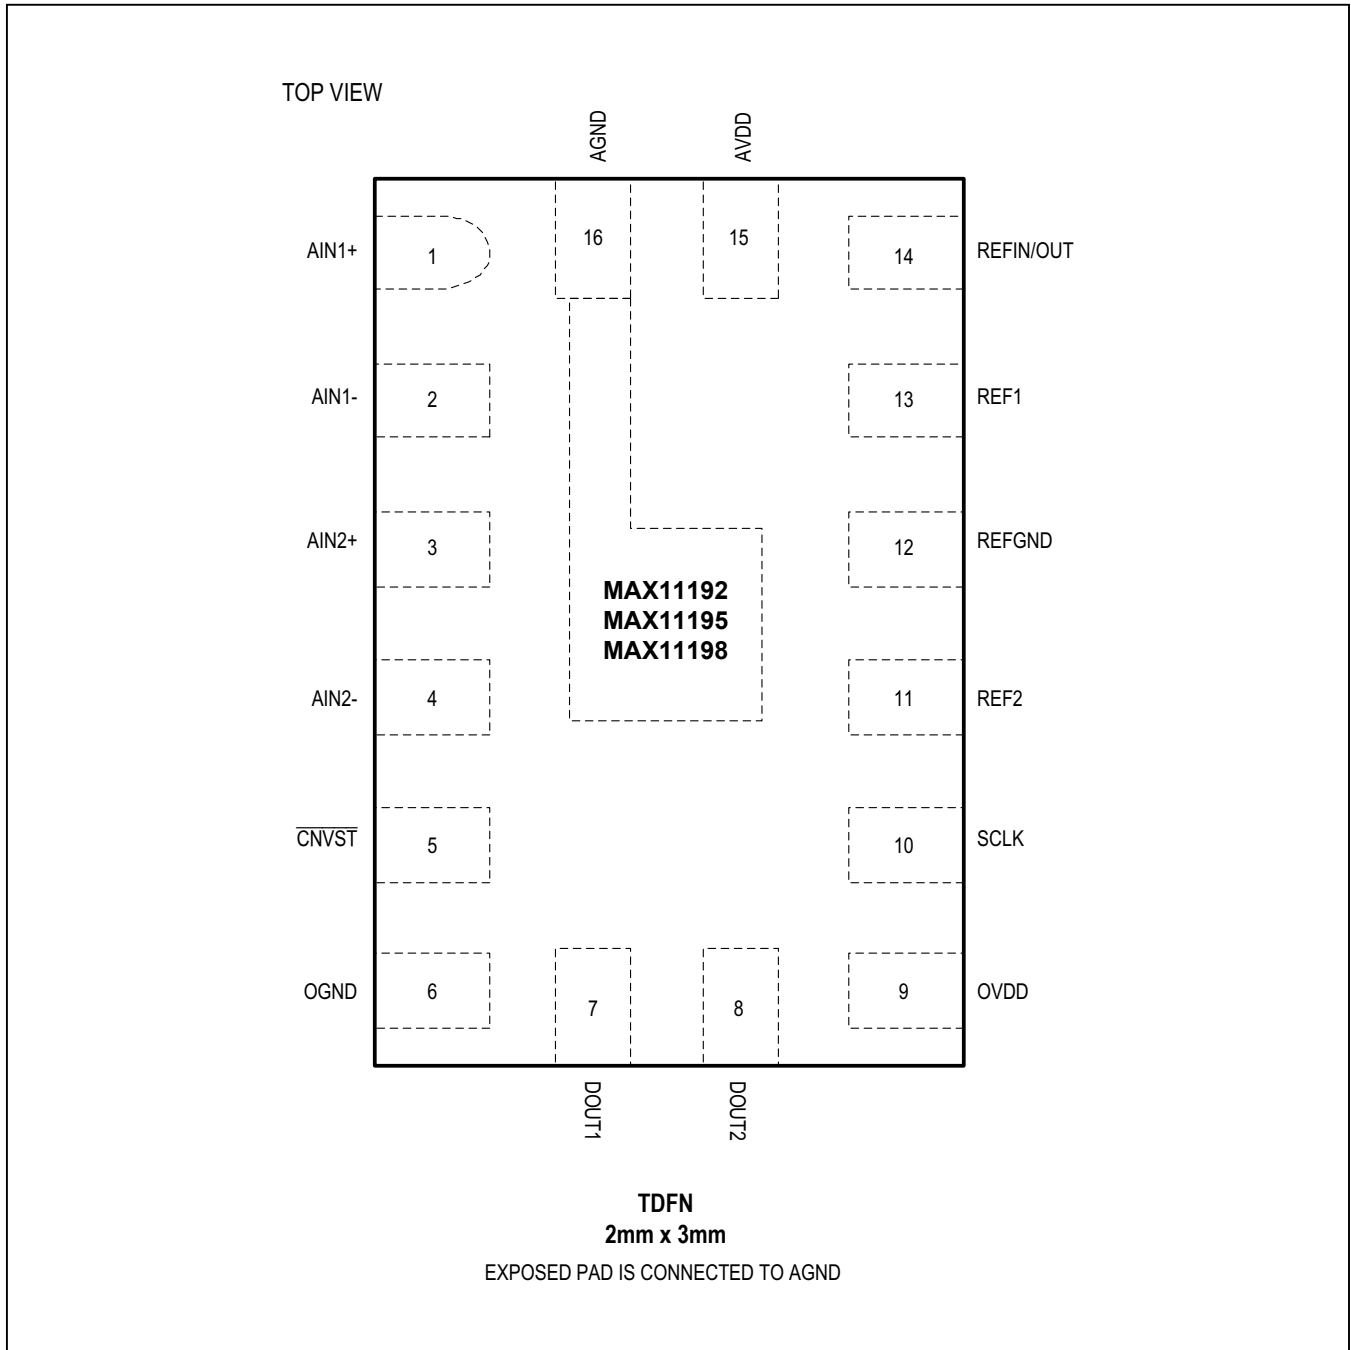 TOP VIEW
AGND
AVDD
AIN1+
1
16
15
14
REFIN/OUT
AIN1-
2
13
REF1
AIN2+
3
12
REFGND
MAX11192
MAX11195
MAX11198
AIN2-
4
11
REF2
CNVST
5
10
SCLK
OGND
6
7
8
9
OVDD
DOUT1
DOUT2
TDFN
2mm x 3mm
EXPOSED PAD IS CONNECTED TO AGND